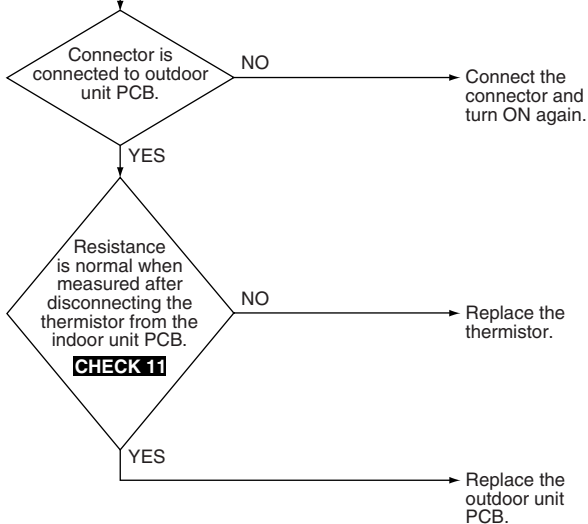 Connector is
connected to outdoor
unit PCB.
NO
Connect the
connector and
turn ON again.
YES
Resistance
is normal when
measured after
disconnecting the
thermistor from the
indoor unit PCB.
CHECK 11
NO
Replace the
thermistor.
YES
Replace the
outdoor unit
PCB.